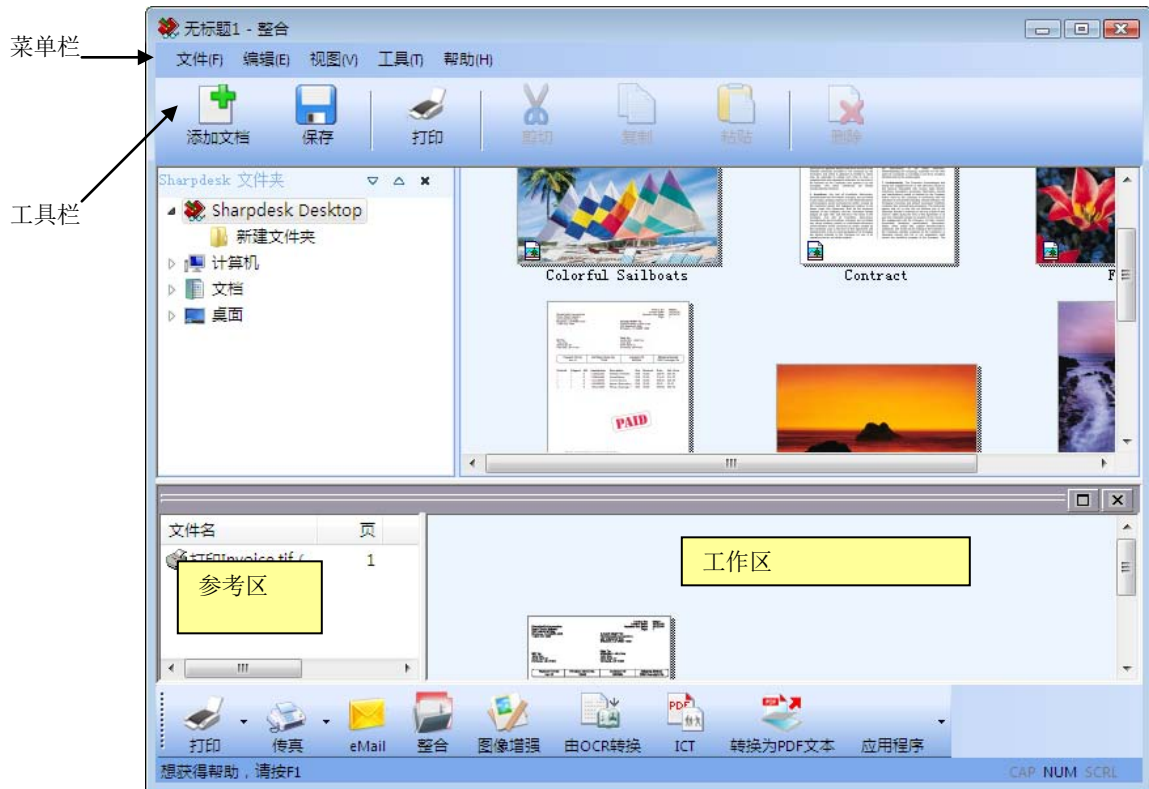 无标题1 - 整合
菜单栏
文件(F) 编辑(E) 视图(V) 工具(T) 帮助(H)
添加文档 保存 打印 剪切 复制 粘贴 删除
工具栏
Sharpdesk 文件夹
Sharpdesk Desktop
新建文件夹
计算机
文档
桌面
Colorful Sailboats
Contract
F
PAID
文件名 页
打印Invoice.tif ( 1
参考区
工作区
打印 传真 eMail 整合 图像增强 由OCR转换 ICT 转换为PDF文本 应用程序
PDF
PDF
想获得帮助，请按F1
CAP NUM SCRL